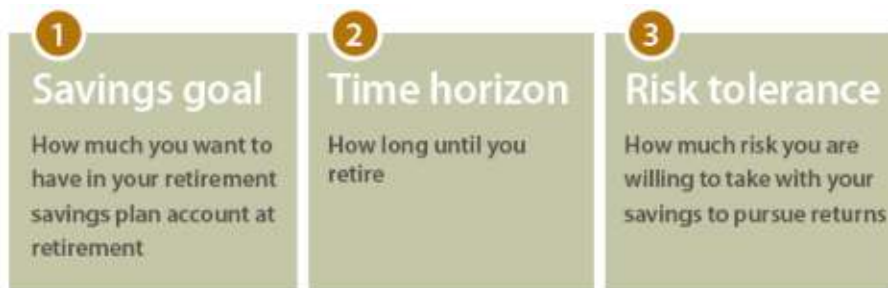 1
Savings goal
How much you want to
have in your retirement
savings plan account at
retirement
2
Time horizon
How long until you
retire
3
Risk tolerance
How much risk you are
willing to take with your
savings to pursue returns